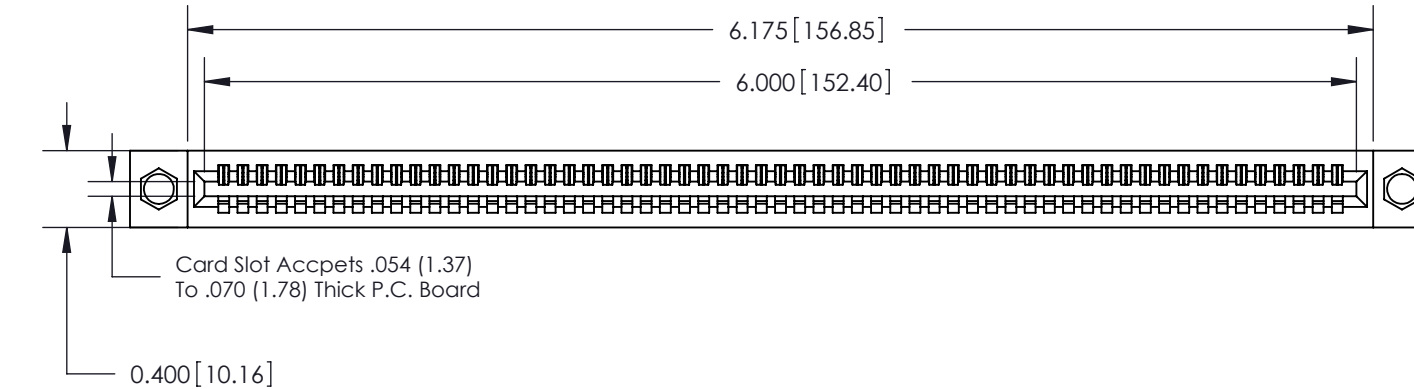 6.175[156.85]
6.000[152.40]
Card Slot Accpets .054 (1.37)
To .070 (1.78) Thick P.C. Board
0.400[10.16]